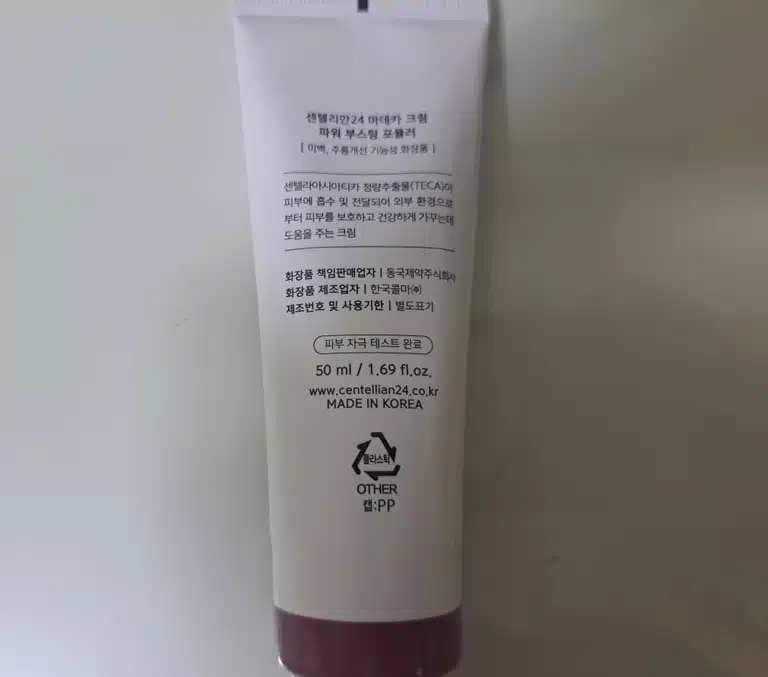 센텔리안24 마데카 크림
파워 부스팅 포뮬러
[ 미백, 주름개선 기능성 화장품 ]
센텔라아시아티카 정량추출물(TECA)이
피부에 흡수 및 전달되어 외부 환경으로
부터 피부를 보호하고 건강하게 가꾸는데
도움을 주는 크림
화장품 책임판매업자 | 동국제약주식회사
화장품 제조업자 | 한국콜마㈜
제조번호 및 사용기한 | 별도표기
피부 자극 테스트 완료
50 ml / 1.69 fl.oz.
www.centellian24.co.kr
MADE IN KOREA
플라스틱
OTHER
캡:PP